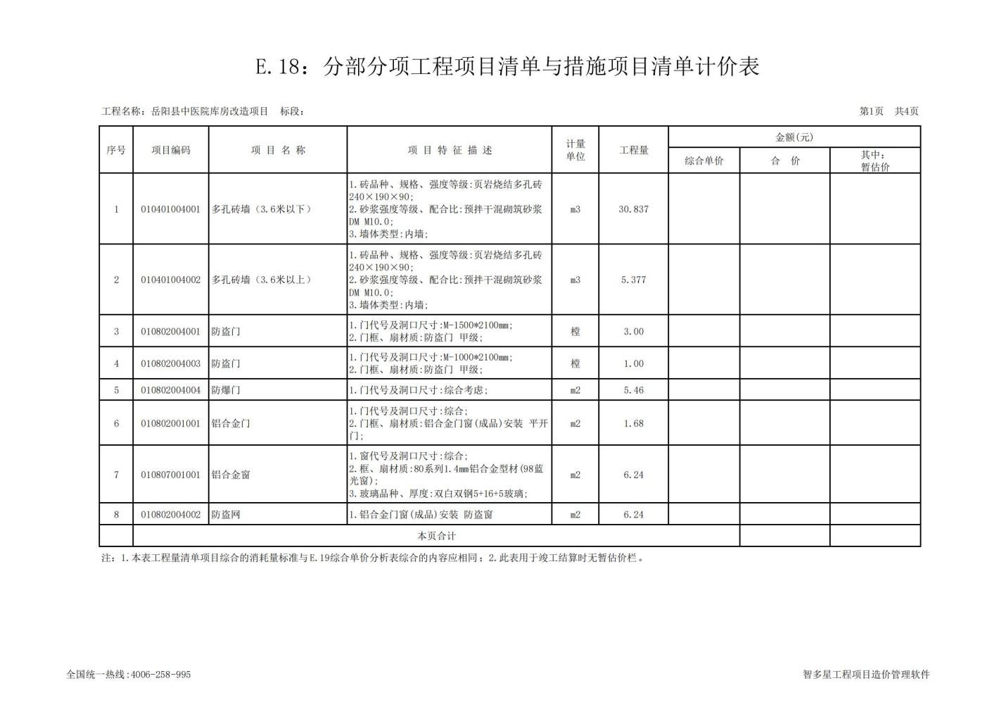 E.18：分部分项工程项目清单与措施项目清单计价表
工程名称：岳阳县中医院库房改造项目 标段：
第1页 共4页
序号 项目编码 项 目 名 称 项 目 特 征 描 述 计量单位 工程量 金额(元)
综合单价 合 价 其中：暂估价
1 010401004001 多孔砖墙（3.6米以下）
1.砖品种、规格、强度等级:页岩烧结多孔砖
240×190×90;
2.砂浆强度等级、配合比:预拌干混砌筑砂浆
DM M10.0;
3.墙体类型:内墙;
m3 30.837
2 010401004002 多孔砖墙（3.6米以上）
1.砖品种、规格、强度等级:页岩烧结多孔砖
240×190×90;
2.砂浆强度等级、配合比:预拌干混砌筑砂浆
DM M10.0;
3.墙体类型:内墙;
m3 5.377
3 010802004001 防盗门
1.门代号及洞口尺寸:M-1500*2100mm;
2.门框、扇材质:防盗门 甲级;
樘 3.00
4 010802004003 防盗门
1.门代号及洞口尺寸:M-1000*2100mm;
2.门框、扇材质:防盗门 甲级;
樘 1.00
5 010802004004 防爆门
1.门代号及洞口尺寸:综合考虑;
m2 5.46
6 010802001001 铝合金门
1.门代号及洞口尺寸:综合;
2.门框、扇材质:铝合金门窗(成品)安装 平开
门;
m2 1.68
7 010807001001 铝合金窗
1.窗代号及洞口尺寸:综合;
2.框、扇材质:80系列1.4mm铝合金型材(98蓝
光窗);
3.玻璃品种、厚度:双白双钢5+16+5玻璃;
m2 6.24
8 010802004002 防盗网
1.铝合金门窗(成品)安装 防盗窗
m2 6.24
本页合计
注：1.本表工程量清单项目综合的消耗量标准与E.19综合单价分析表综合的内容应相同；2.此表用于竣工结算时无暂估价栏。
全国统一热线:4006-258-995
智多星工程项目造价管理软件